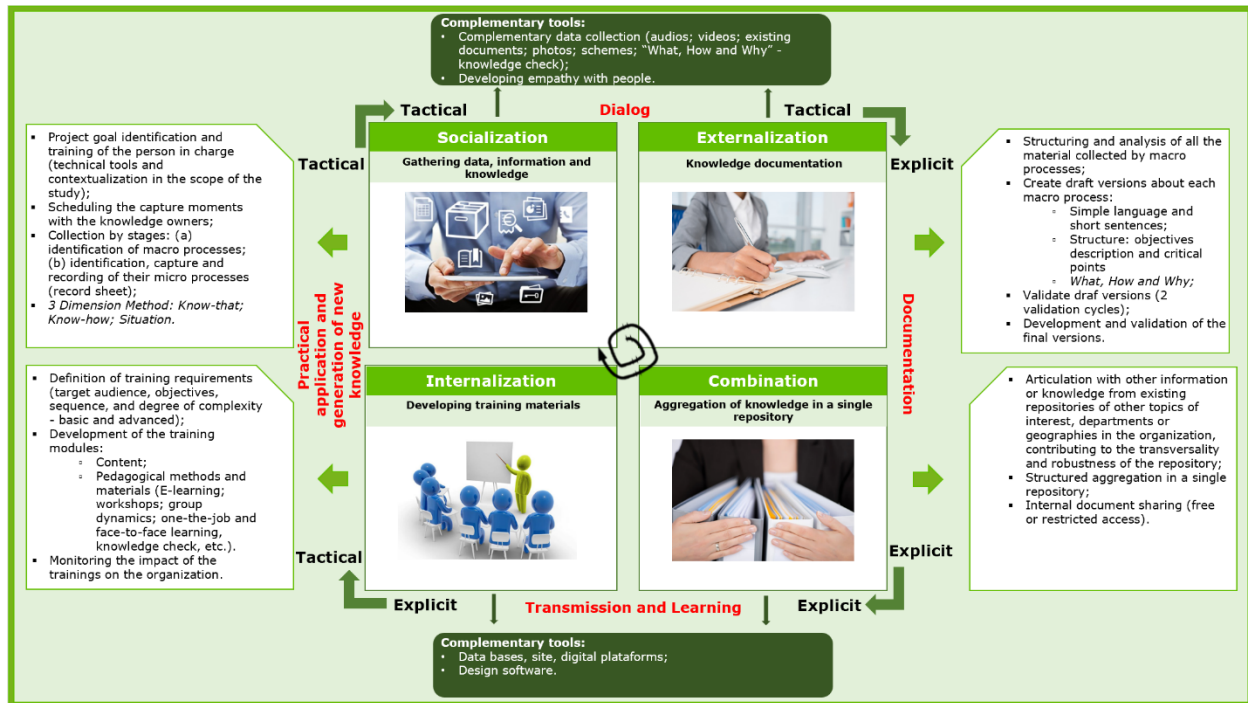 Complementary tools:
• Complementary data collection (audios; videos; existing
documents; photos; schemes; “What, How and Why” -
knowledge check);
• Developing empathy with people.
Tactical
Dialog
Tactical
▪ Project goal identification and
training of the person in charge
(technical tools and
contextualization in the scope of
the study);
▪ Scheduling the capture moments
with the knowledge owners;
▪ Collection by stages: (a)
identification of macro processes;
(b) identification, capture and
recording of their micro processes
(record sheet);
▪ 3 Dimension Method: Know-that;
Know-how; Situation.
Tactical
Socialization
Gathering data, information and
knowledge
Externalization
Knowledge documentation
Explicit
▪ Structuring and analysis of all the
material collected by macro
processes;
▪ Create draft versions about each
macro process:
▫ Simple language and
short sentences;
▫ Structure: objectives
description and critical
points
▫ What, How and Why;
▪ Validate draf versions (2
validation cycles);
▪ Development and validation of the
final versions.
Practical
application and
generation of new
knowledge
Documentation
▪ Definition of training requirements
(target audience, objectives,
sequence, and degree of complexity
- basic and advanced);
▪ Development of the training
modules:
▫ Content;
▫ Pedagogical methods and
materials (E-learning;
workshops; group
dynamics; one-the-job and
face-to-face learning,
knowledge check, etc.).
▪ Monitoring the impact of the
trainings on the organization.
Internalization
Developing training materials
Combination
Aggregation of knowledge in a single
repository
▪ Articulation with other information
or knowledge from existing
repositories of other topics of
interest, departments or
geographies in the organization,
contributing to the transversality
and robustness of the repository;
▪ Structured aggregation in a single
repository;
▪ Internal document sharing (free
or restricted access).
Tactical
Explicit
Explicit
Transmission and Learning
Explicit
Complementary tools:
• Data bases, site, digital plataforms;
• Design software.